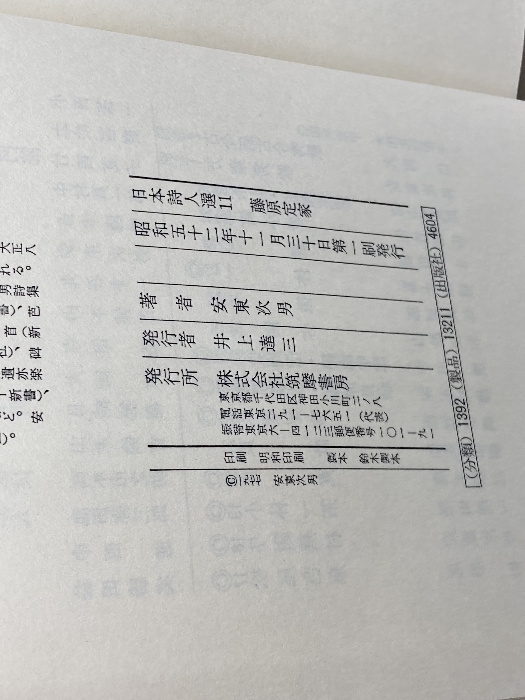 日本詩人選11　藤原定家
昭和五十二年十一月三十日第一刷発行
著者　安東次男
発行者　井上達三
発行所　株式会社筑摩書房
東京都千代田区神田小川町二ー八
電話東京二九一ー七六五一（代表）
振替東京六ー四一二三郵便番号一〇一ー九一
印刷　明和印刷　製本　鈴木製本
安東次男
（分類）1392（製品）13211（出版社）4604